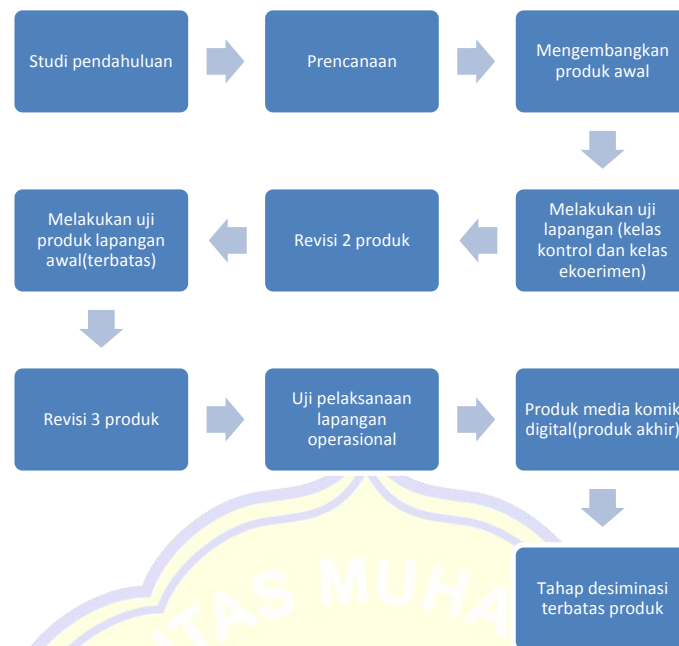 Studi pendahuluan
Prencanaan
Mengembangkan
produk awal
Melakukan uji
lapangan (kelas
kontrol dan kelas
ekoerimen)
Revisi 2 produk
Melakukan uji
produk lapangan
awal(terbatas)
Revisi 3 produk
Uji pelaksanaan
lapangan
operasional
Produk media komik
digital(produk akhir)
Tahap desiminasi
terbatas produk
TAS MUHA